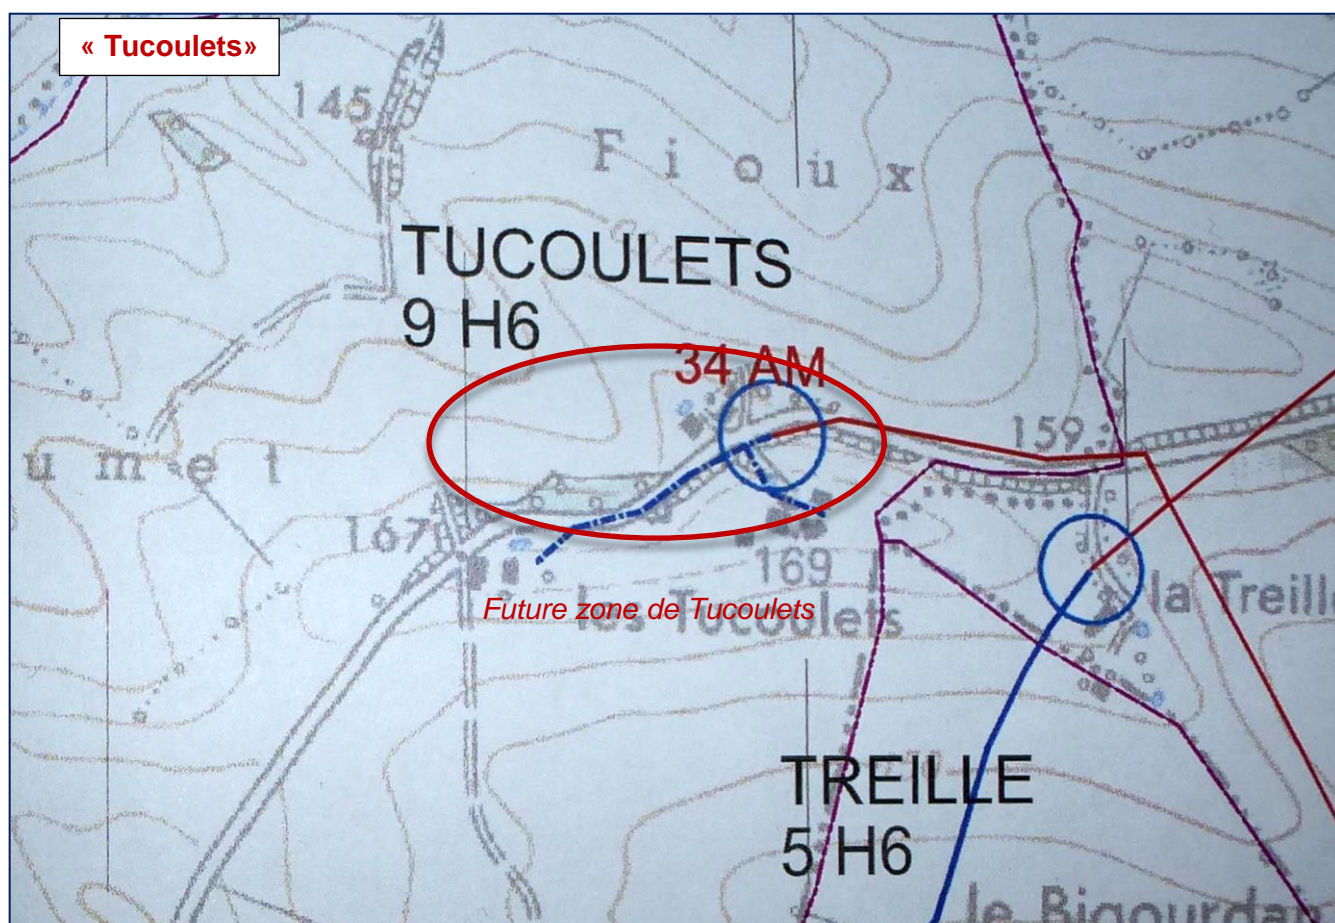 « Tucoulets»
145
F i o u x
TUCOULETS
9 H6
34 AM
159
u m e t
167
169
la Treill
Future zone de Tucoulets
les Tucoulets
TREILLE
5 H6
le Bigourda